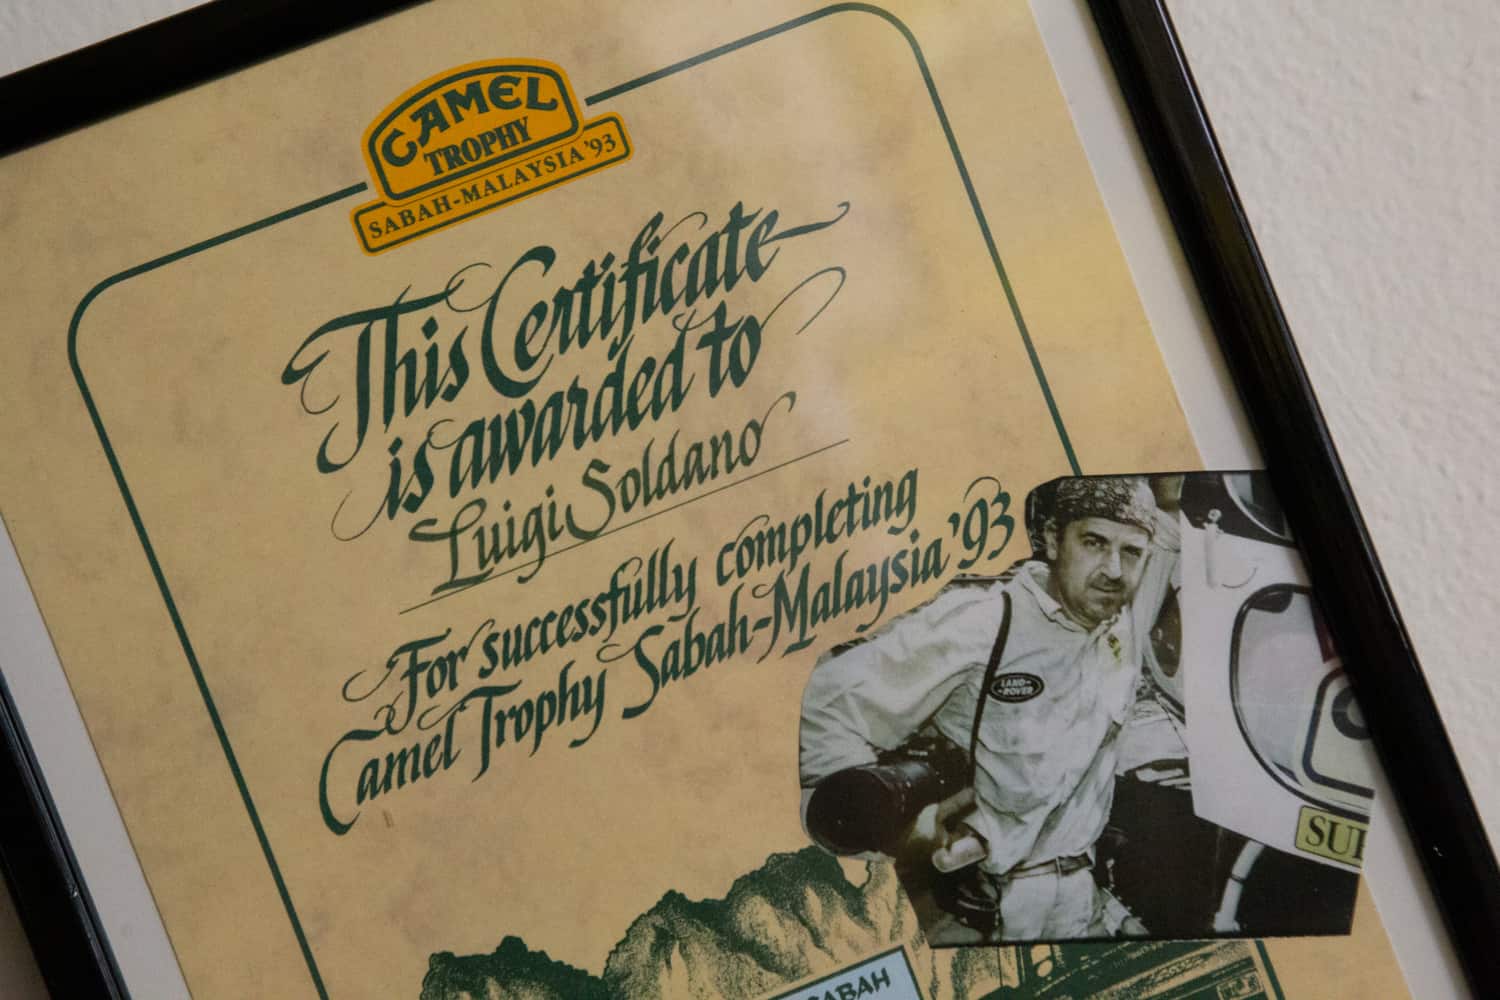 CAMEL
TROPHY
SABAH-MALAYSIA '93
This Certificate
is awarded to
Luigi Soldano
For successfully completing
Camel Trophy Sabah-Malaysia '93
LAND-
-ROVER
SABAH